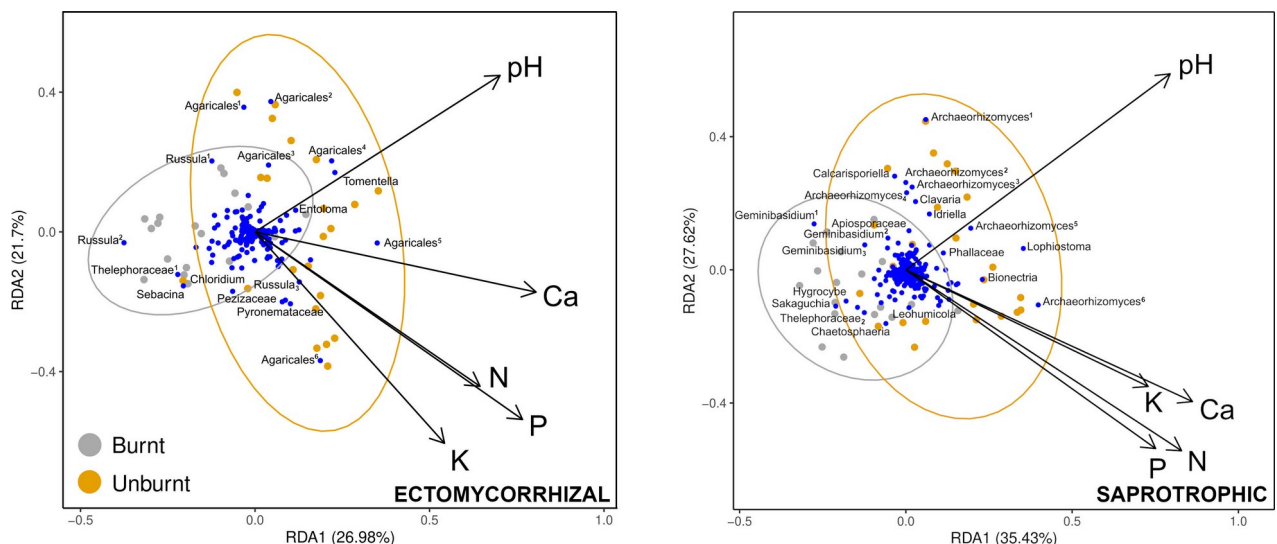 pH
0.4
Agaricales¹
Agaricales²
Russula¹
Agaricales³
Agaricales⁴
Tomentella
Entoloma
RDA2 (21.7%)
0.0
Russula²
Agaricales⁵
Thelephoraceae¹
Chloridium
Sebacina
Russula₃
Pezizaceae
Pyronemataceae
Ca
Agaricales⁶
−0.4
N
P
K
Burnt
Unburnt
ECTOMYCORRHIZAL
−0.5
0.0
0.5
1.0
RDA1 (26.98%)
pH
0.4
Archaeorhizomyces¹
Calcarisporiella
Archaeorhizomyces²
Archaeorhizomyces³
Archaeorhizomyces₄
Clavaria
Geminibasidium¹
Idriella
Apiosporaceae
Archaeorhizomyces⁵
Geminibasidium²
Geminibasidium₃
Phallaceae
Lophiostoma
RDA2 (27.62%)
0.0
Bionectria
Hygrocybe
Sakaguchia
Archaeorhizomyces⁶
Thelephoraceae₂
Leohumicola
Chaetosphaeria
K
Ca
−0.4
P
N
SAPROTROPHIC
−0.5
0.0
0.5
1.0
RDA1 (35.43%)